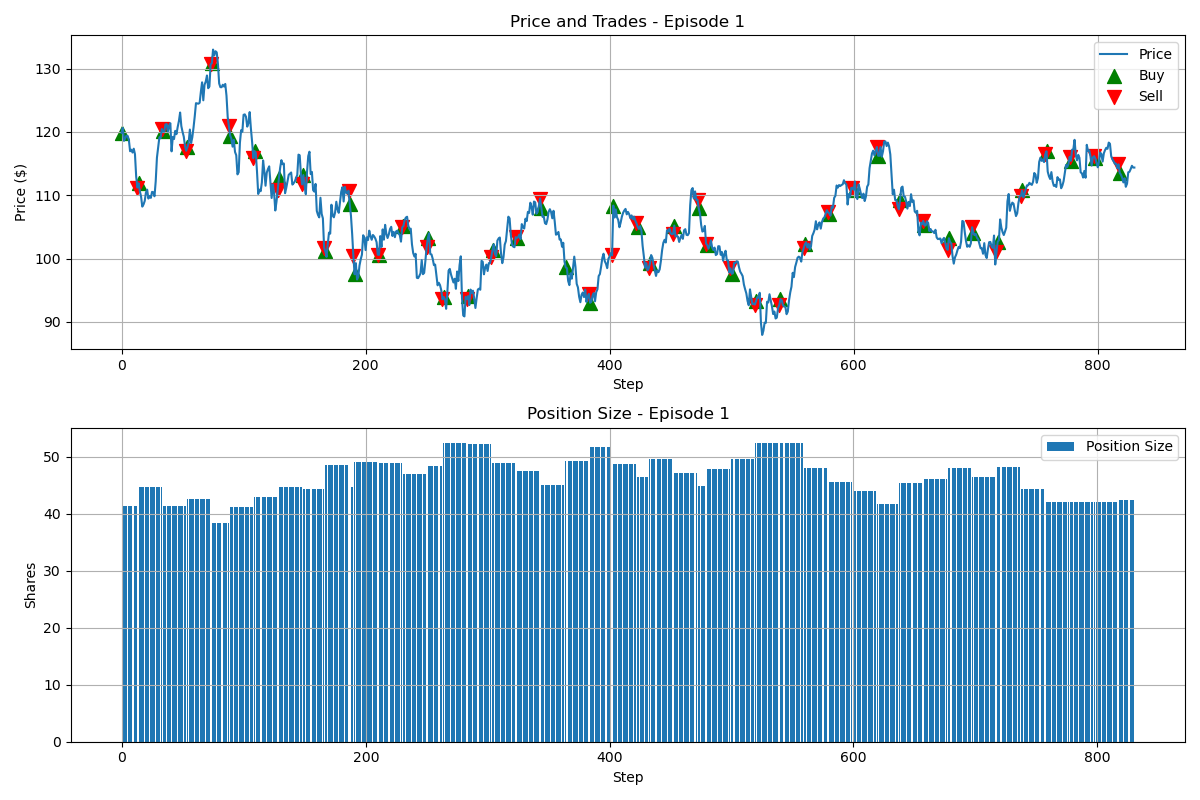 Price and Trades - Episode 1
Price ($)
130
120
110
100
90
Price
Buy
Sell
0
200
400
600
800
Step
Position Size - Episode 1
Shares
50
40
30
20
10
0
Position Size
0
200
400
600
800
Step